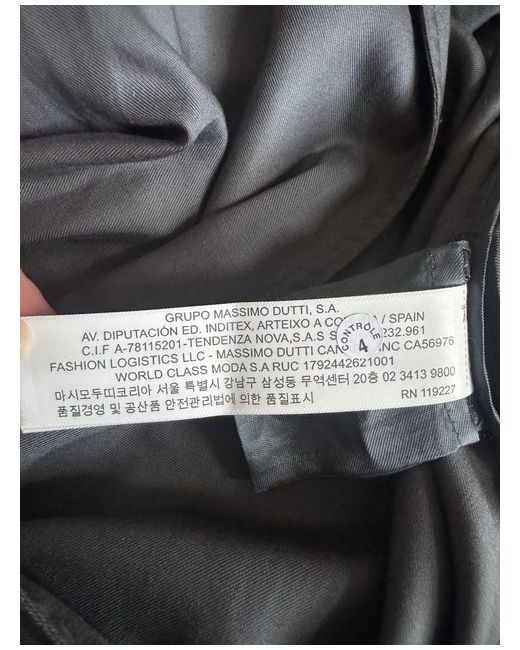 GRUPO MASSIMO DUTTI, S.A.
AV. DIPUTACIÓN ED. INDITEX, ARTEIXO A / SPAIN
C.I.F A-78115201-TENDENZA NOVA,S.A.S 232.961
FASHION LOGISTICS LLC - MASSIMO DUTTI CA56976
WORLD CLASS MODA S.A RUC 1792442621001
마시모두띠코리아 서울 특별시 강남구 삼성동 무역센터 20층 02 3413 9800
품질경영 및 공산품 안전관리법에 의한 품질표시 RN 119227
CONTRÔLE
4